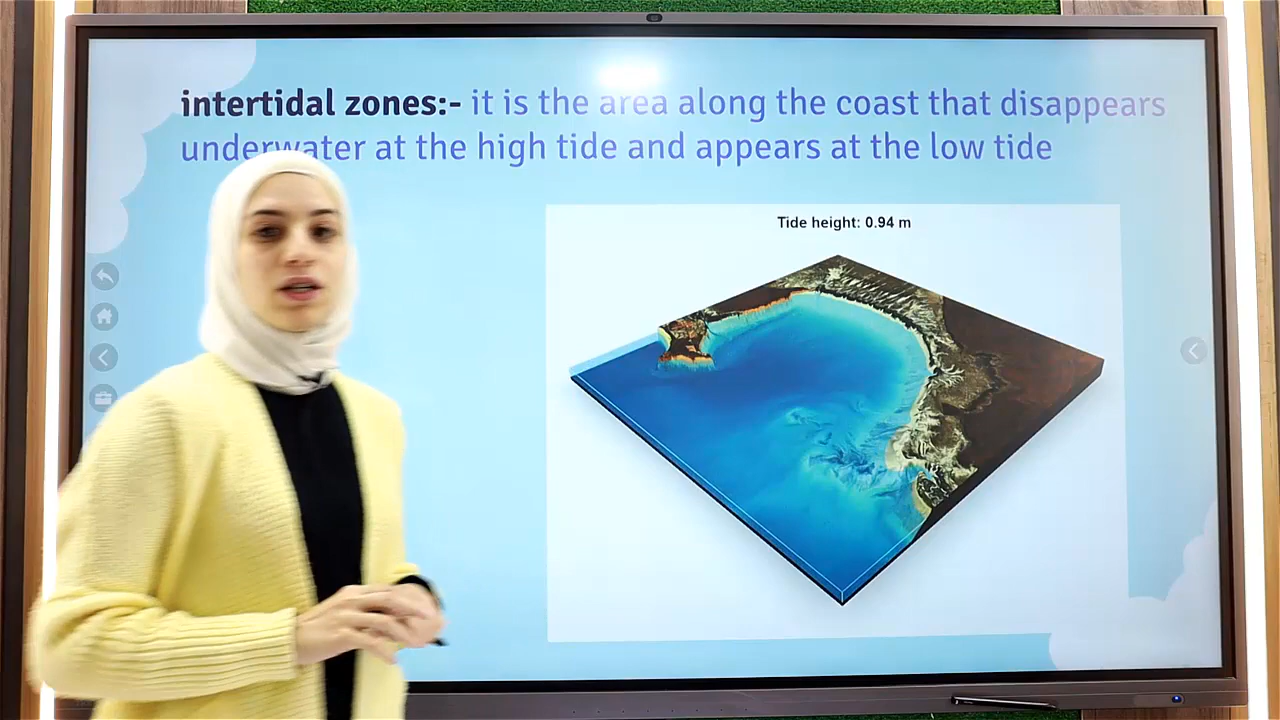 intertidal zones:- it is the area along the coast that disappears
underwater at the high tide and appears at the low tide
Tide height: 0.94 m